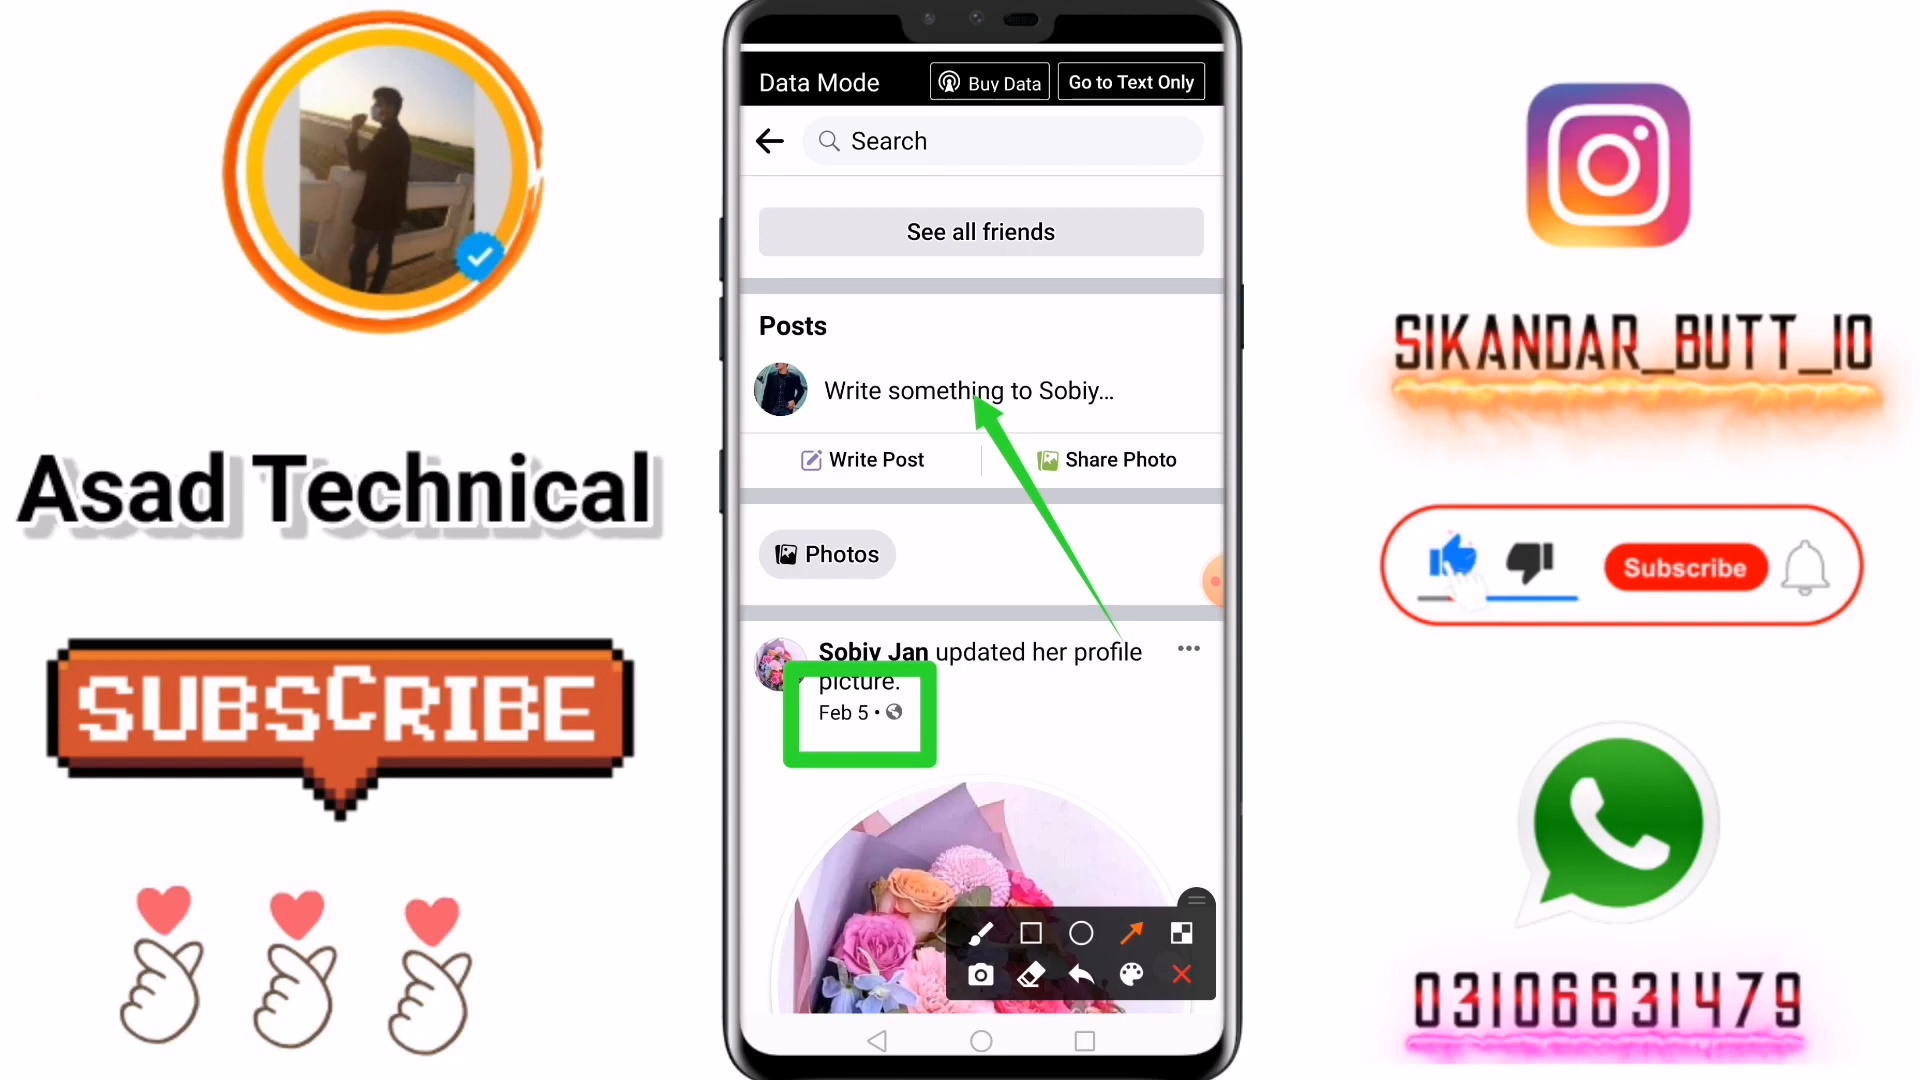 Asad Technical
SUBSCRIBE
Data Mode
Buy Data
Go to Text Only
Search
See all friends
Posts
Write something to Sobiy...
Write Post
Share Photo
Photos
Sobiy Jan updated her profile
picture.
Feb 5 •
SIKANDAR_BUTT_10
Subscribe
03106631479